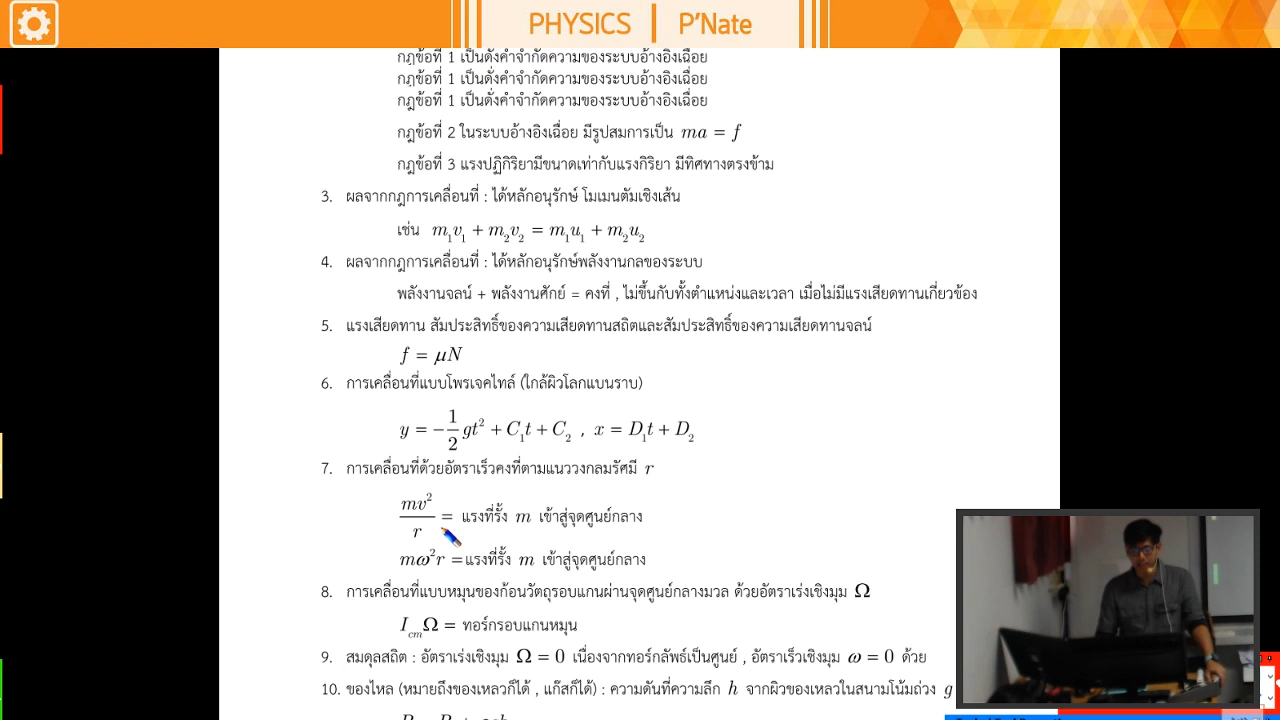 PHYSICS | P'Nate
กฎข้อที่ 1 เป็นดั่งคำจำกัดความของระบบอ้างอิงเฉื่อย
กฎข้อที่ 1 เป็นดั่งคำจำกัดความของระบบอ้างอิงเฉื่อย
กฎข้อที่ 1 เป็นดั่งคำจำกัดความของระบบอ้างอิงเฉื่อย
กฎข้อที่ 2 ในระบบอ้างอิงเฉื่อย มีรูปสมการเป็น ma = f
กฎข้อที่ 3 แรงปฏิกิริยามีขนาดเท่ากับแรงกิริยา มีทิศทางตรงข้าม
3. ผลจากกฎการเคลื่อนที่ : ได้หลักอนุรักษ์ โมเมนตัมเชิงเส้น
เช่น m₁v₁ + m₂v₂ = m₁u₁ + m₂u₂
4. ผลจากกฎการเคลื่อนที่ : ได้หลักอนุรักษ์พลังงานกลของระบบ
พลังงานจลน์ + พลังงานศักย์ = คงที่ , ไม่ขึ้นกับทั้งตำแหน่งและเวลา เมื่อไม่มีแรงเสียดทานเกี่ยวข้อง
5. แรงเสียดทาน สัมประสิทธิ์ของความเสียดทานสถิตและสัมประสิทธิ์ของความเสียดทานจลน์
f = μN
6. การเคลื่อนที่แบบโพรเจคไทล์ (ใกล้ผิวโลกแบนราบ)
y = −1/2 gt² + C₁t + C₂ , x = D₁t + D₂
7. การเคลื่อนที่ด้วยอัตราเร็วคงที่ตามแนววงกลมรัศมี r
mv²/r = แรงที่รั้ง m เข้าสู่จุดศูนย์กลาง
mω²r = แรงที่รั้ง m เข้าสู่จุดศูนย์กลาง
8. การเคลื่อนที่แบบหมุนของก้อนวัตถุรอบแกนผ่านจุดศูนย์กลางมวล ด้วยอัตราเร่งเชิงมุม Ω
I_cm Ω = ทอร์กรอบแกนหมุน
9. สมดุลสถิต : อัตราเร่งเชิงมุม Ω = 0 เนื่องจากทอร์กลัพธ์เป็นศูนย์ , อัตราเร็วเชิงมุม ω = 0 ด้วย
10. ของไหล (หมายถึงของเหลวก็ได้ , แก๊สก็ได้) : ความดันที่ความลึก h จากผิวของเหลวในสนามโน้มถ่วง g